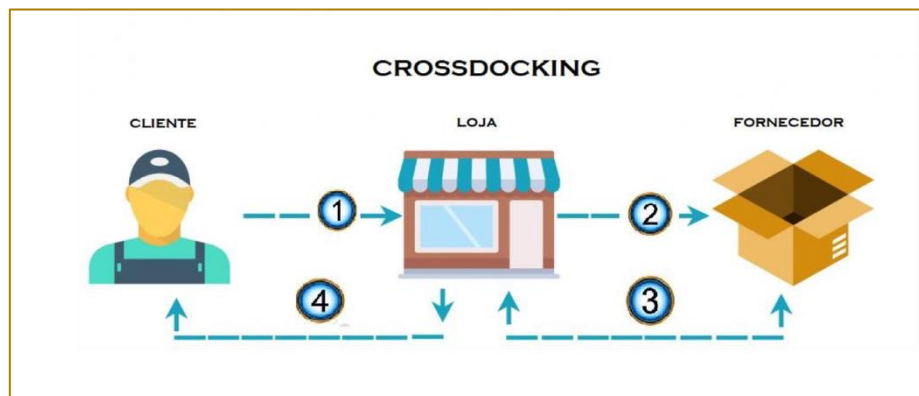 CROSSDOCKING
CLIENTE
LOJA
FORNECEDOR
1
2
4
3